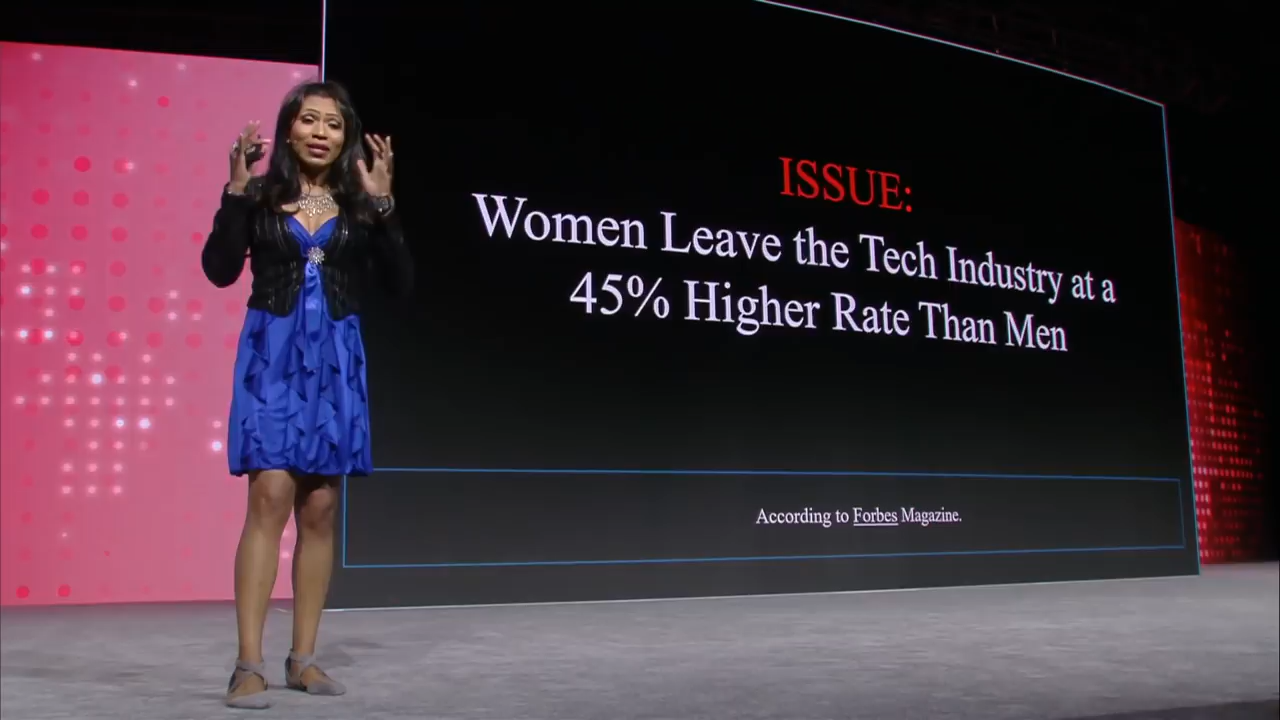 ISSUE:
Women Leave the Tech Industry at a
45% Higher Rate Than Men
According to Forbes Magazine.